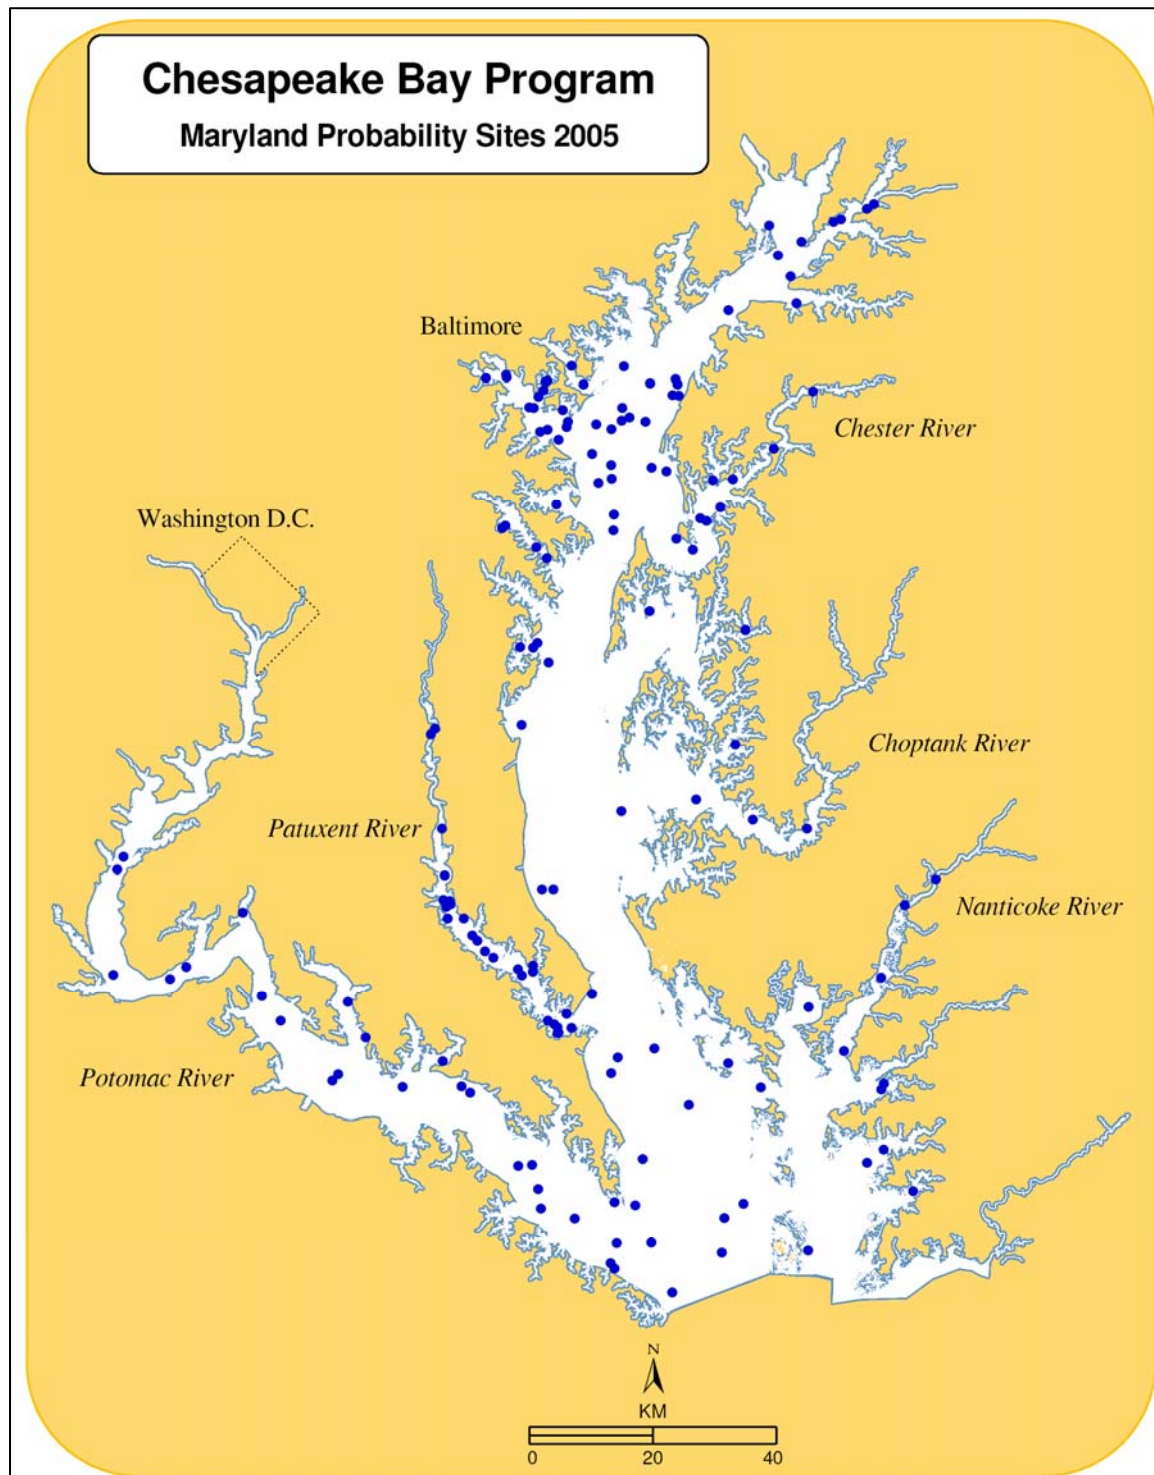 Chesapeake Bay Program
Maryland Probability Sites 2005
Baltimore
Chester River
Washington D.C.
Choptank River
Patuxent River
Nanticoke River
Potomac River
N
KM
0 20 40